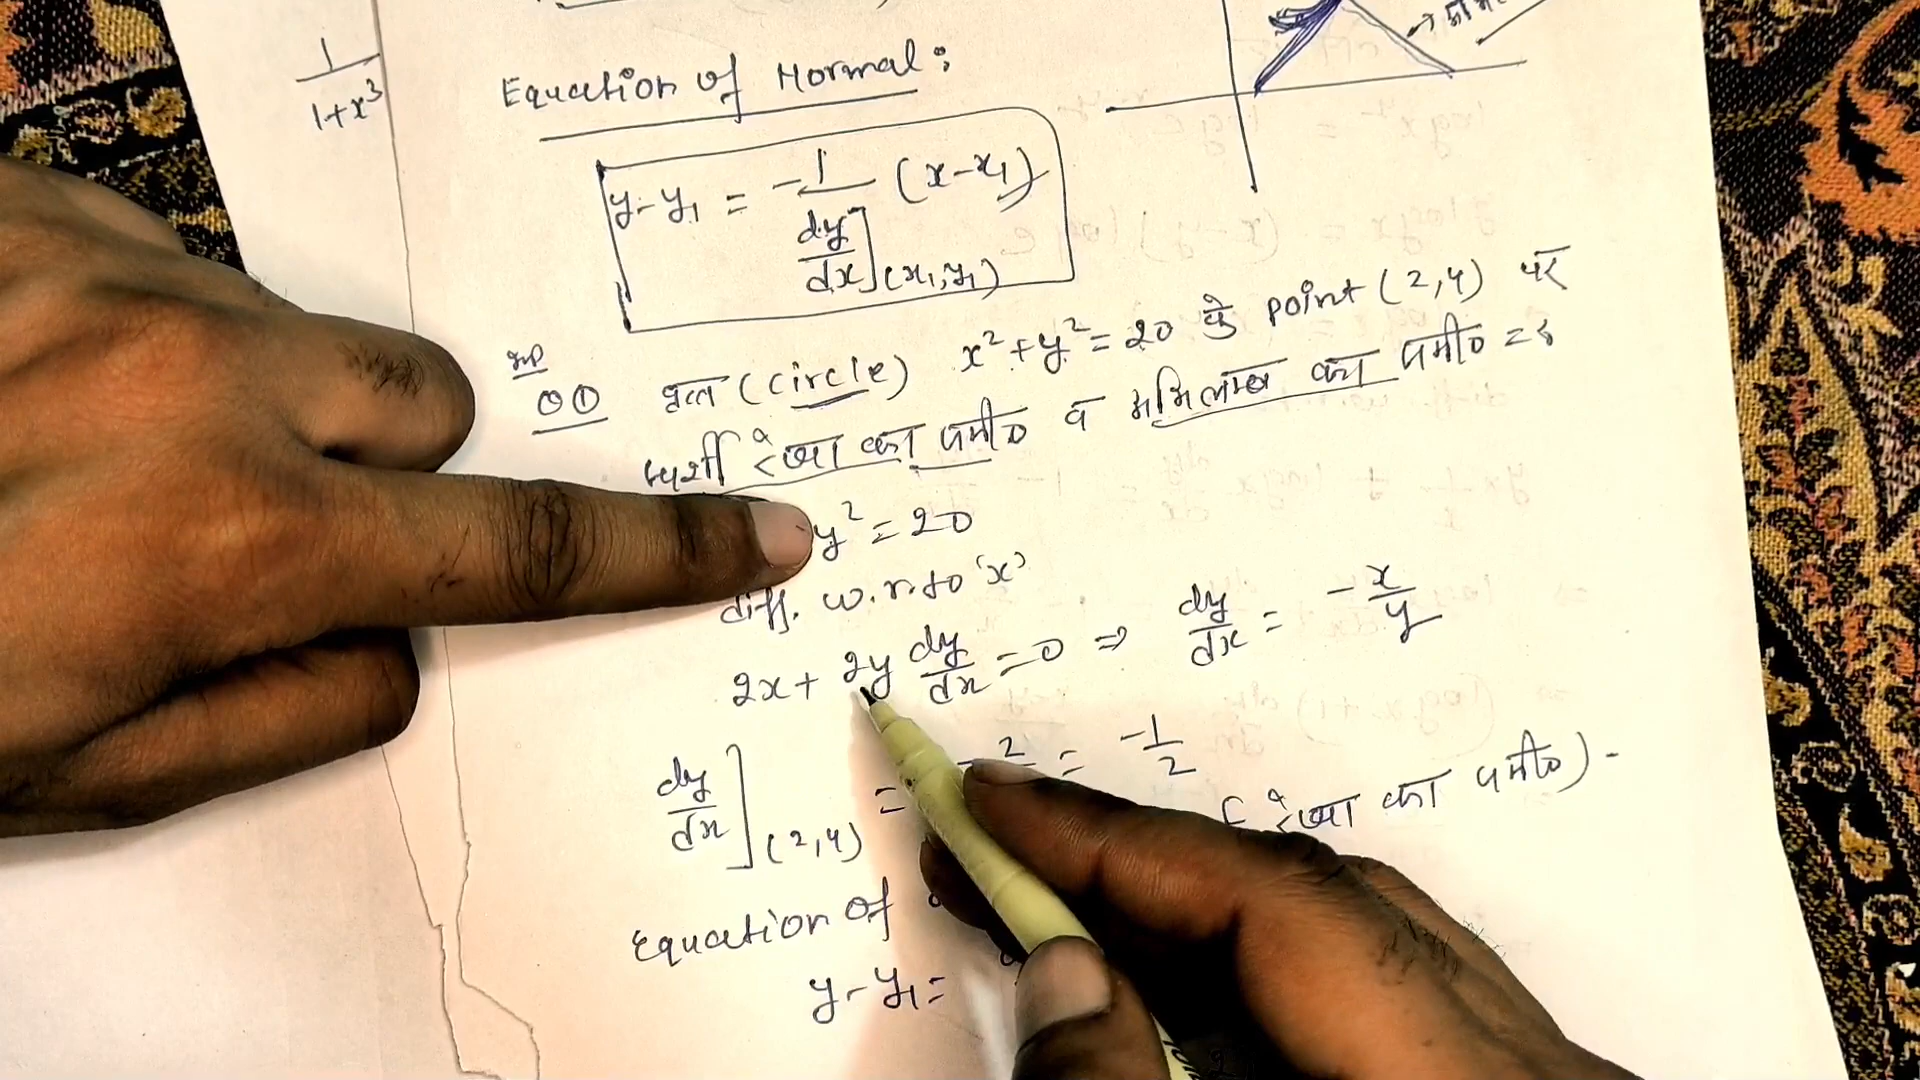 1
1+x³
Equation of Normal:
y-y₁ = -1/(dy/dx](x₁,y₁)) (x-x₁)
Imp
Q① वृत्त (circle) x²+y²=20 के point (2,4) पर
स्पर्श रेखा का समी० व अभिलम्ब का समी० =?
y²=20
diff. w.r.to 'x'
2x+2y dy/dx=0 ⇒ dy/dx = -x/y
dy/dx](2,4) = 2 = -1/2
रेखा का समी०)-
Equation of
y-y₁=